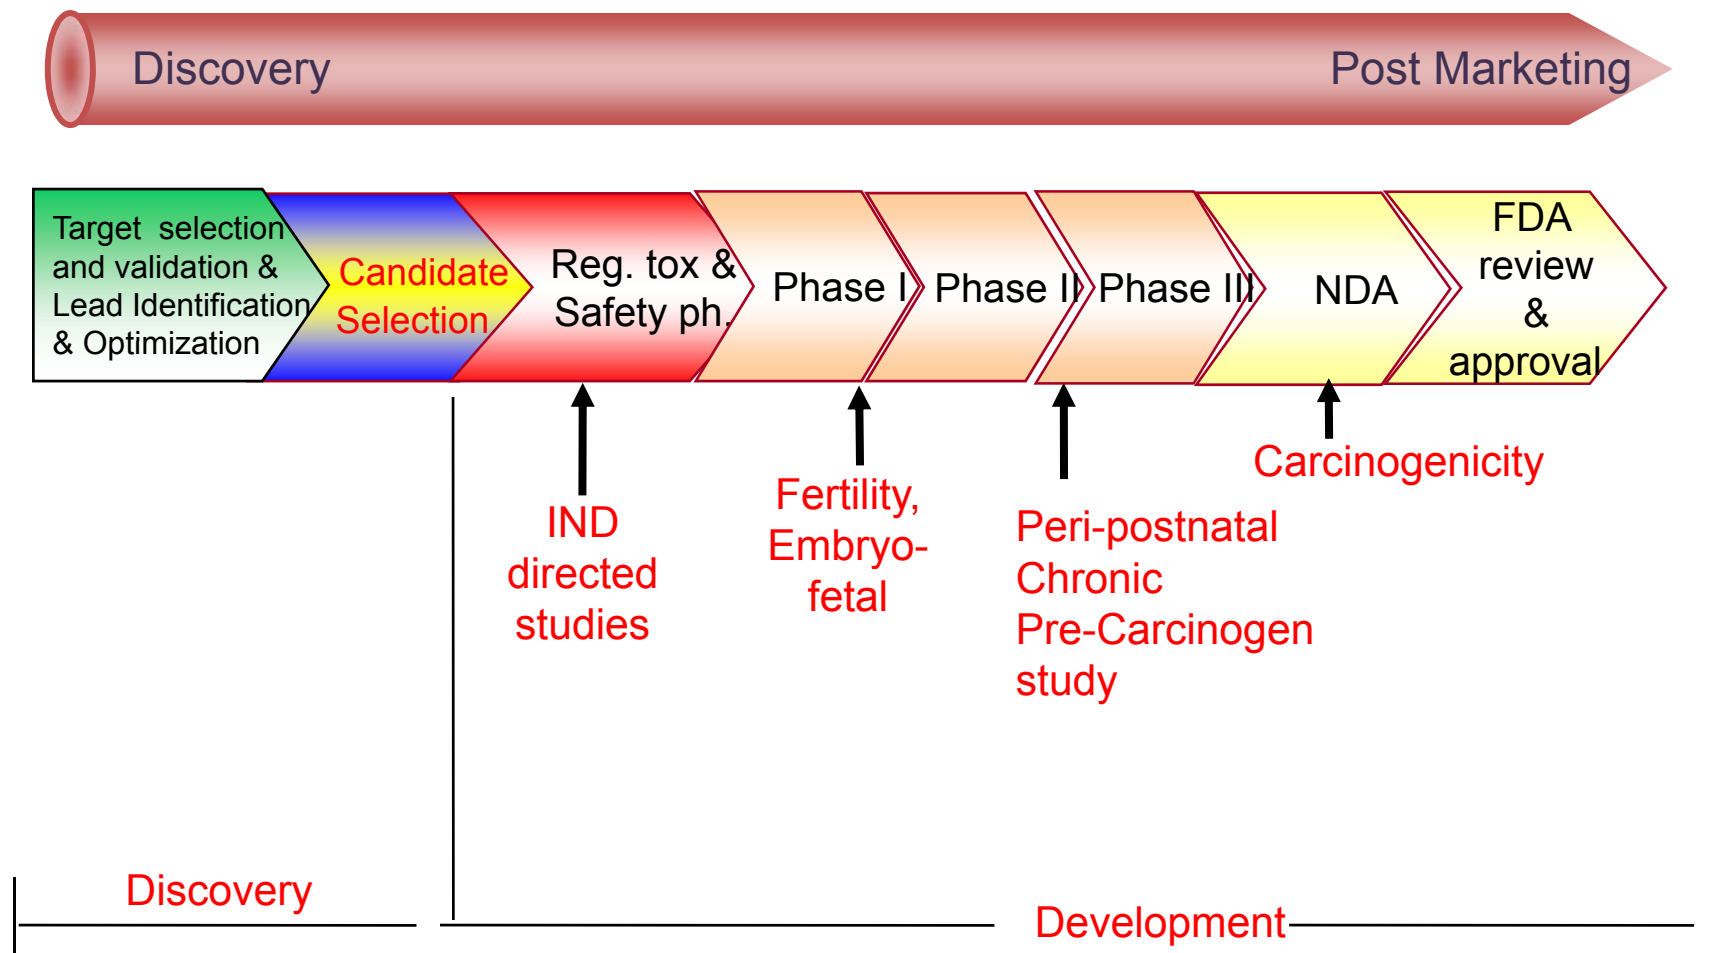 Discovery
Post Marketing
Target selection
and validation &
Lead Identification
& Optimization
Candidate
Selection
Reg. tox &
Safety ph.
Phase I
Phase II
Phase III
NDA
FDA
review
&
approval
IND
directed
studies
Fertility,
Embryo-
fetal
Peri-postnatal
Chronic
Pre-Carcinogen
study
Carcinogenicity
Discovery
Development